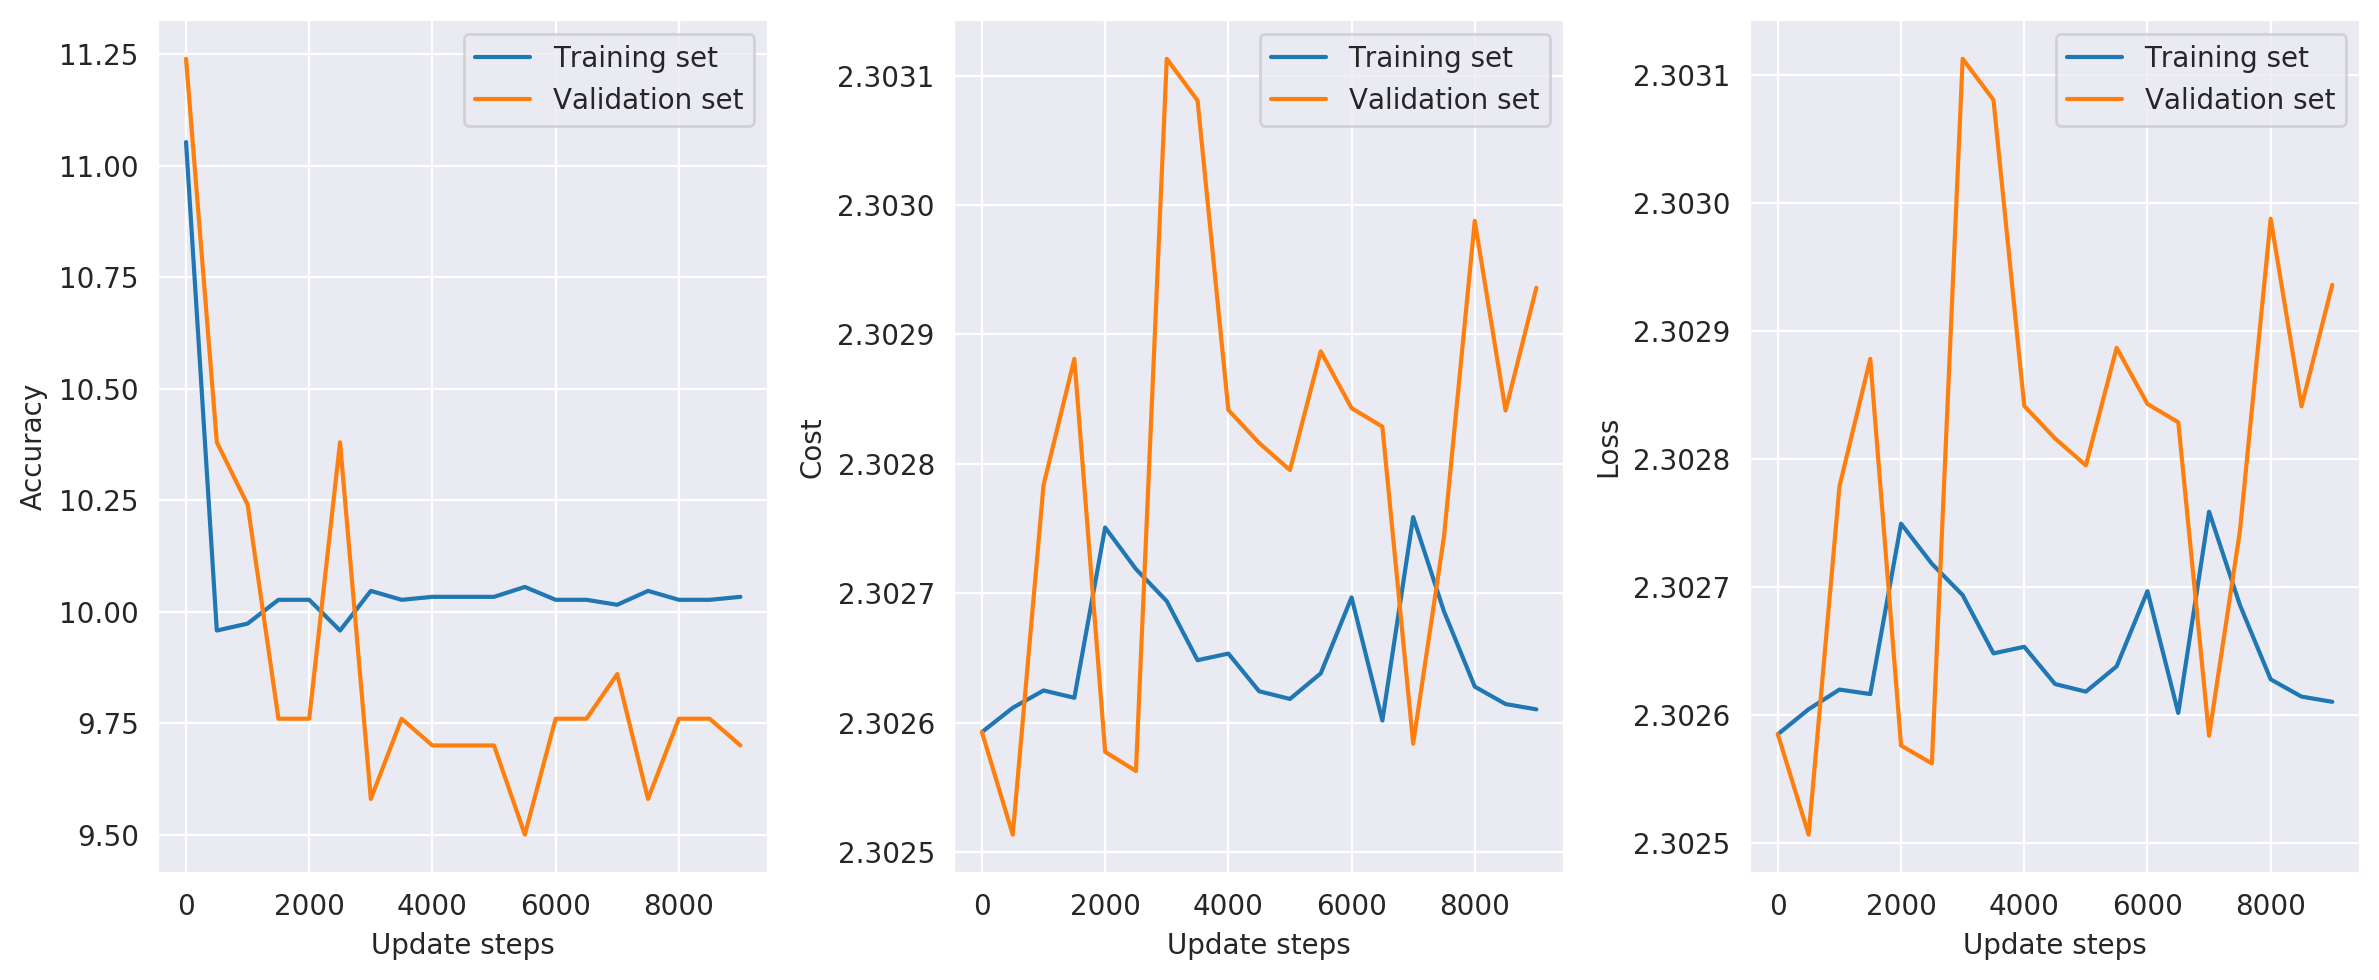 Accuracy
11.25
11.00
10.75
10.50
10.25
10.00
9.75
9.50
Training set
Validation set
0 2000 4000 6000 8000
Update steps
Cost
2.3031
2.3030
2.3029
2.3028
2.3027
2.3026
2.3025
Training set
Validation set
0 2000 4000 6000 8000
Update steps
Loss
2.3031
2.3030
2.3029
2.3028
2.3027
2.3026
2.3025
Training set
Validation set
0 2000 4000 6000 8000
Update steps